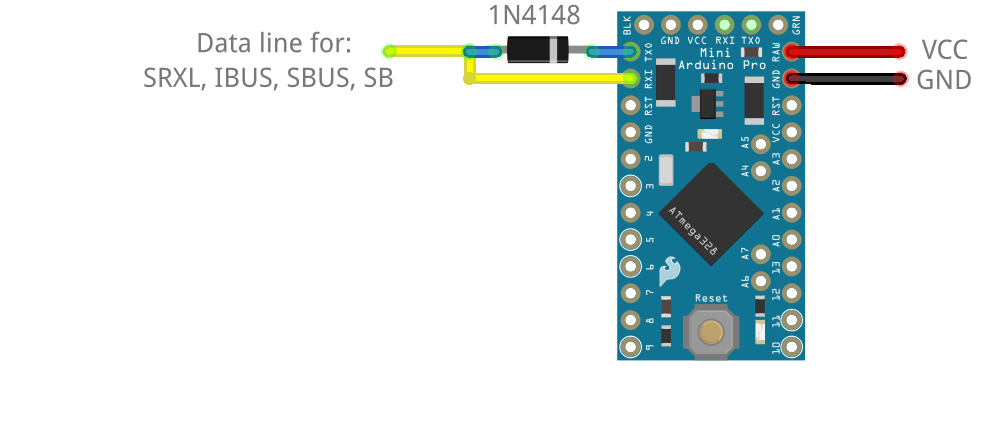 1N4148
Data line for:
SRXL, IBUS, SBUS, SB
VCC
GND
BLK
GND VCC RXI TXO
GRN
Mini
Arduino Pro
TXO
RXI
RST
GND
2
3
4
5
6
7
8
9
RAW
GND
RST
VCC
A3
A2
A1
A0
13
12
11
10
A5
A4
A7
A6
ATmega328
Reset